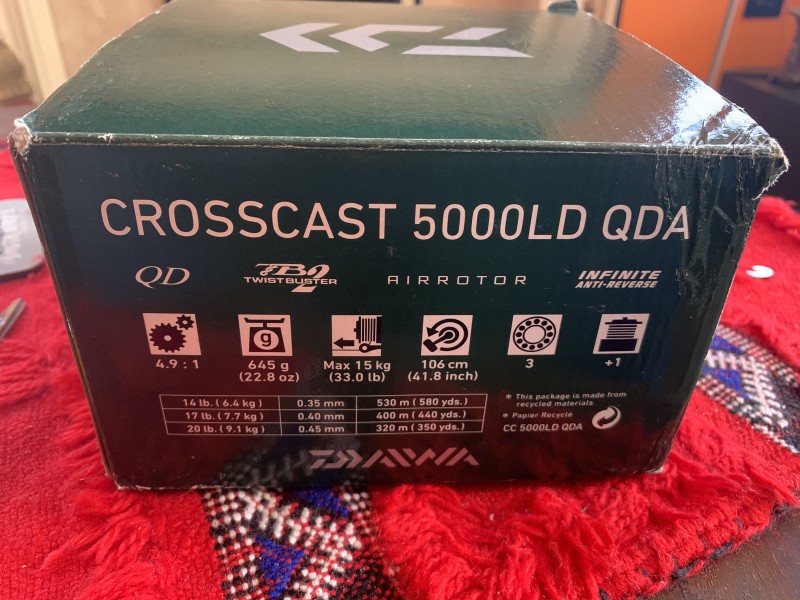 CROSSCAST 5000LD QDA
QD
TB2
TWISTBUSTER
AIRROTOR
INFINITE
ANTI-REVERSE
g
4.9 : 1
645 g
(22.8 oz)
Max 15 kg
(33.0 lb)
106 cm
(41.8 inch)
3
+1
14 lb. ( 6.4 kg ) 0.35 mm 530 m ( 580 yds. )
17 lb. ( 7.7 kg ) 0.40 mm 400 m ( 440 yds. )
20 lb. ( 9.1 kg ) 0.45 mm 320 m ( 350 yds. )
* This package is made from
recycled materials
* Papier Recyclé
CC 5000LD QDA
DAIWA